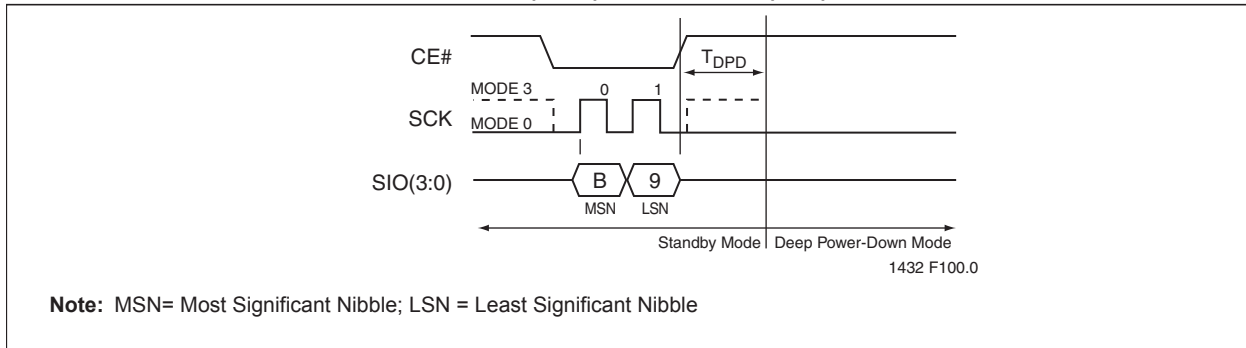 CE#
T DPD
MODE 3
0 1
SCK
MODE 0
SIO(3:0)
B 9
MSN LSN
Standby Mode Deep Power-Down Mode
1432 F100.0
Note: MSN= Most Significant Nibble; LSN = Least Significant Nibble